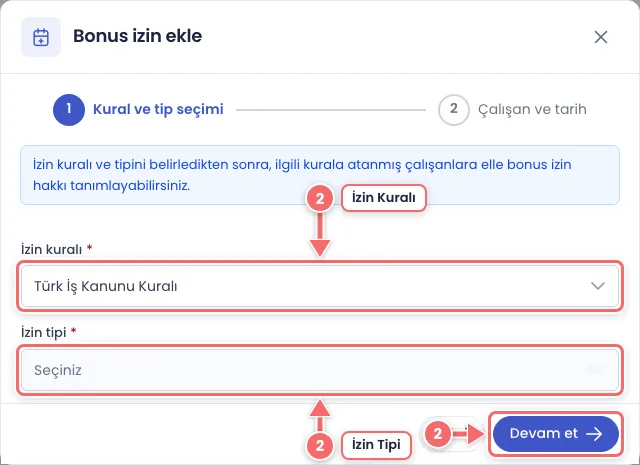 Bonus izin ekle
1 Kural ve tip seçimi
2 Çalışan ve tarih
İzin kuralı ve tipini belirledikten sonra, ilgili kurala atanmış çalışanlara elle bonus izin
hakkı tanımlayabilirsiniz.
2 İzin Kuralı
İzin kuralı *
Türk İş Kanunu Kuralı
İzin tipi *
Seçiniz
2 İzin Tipi
2
Devam et